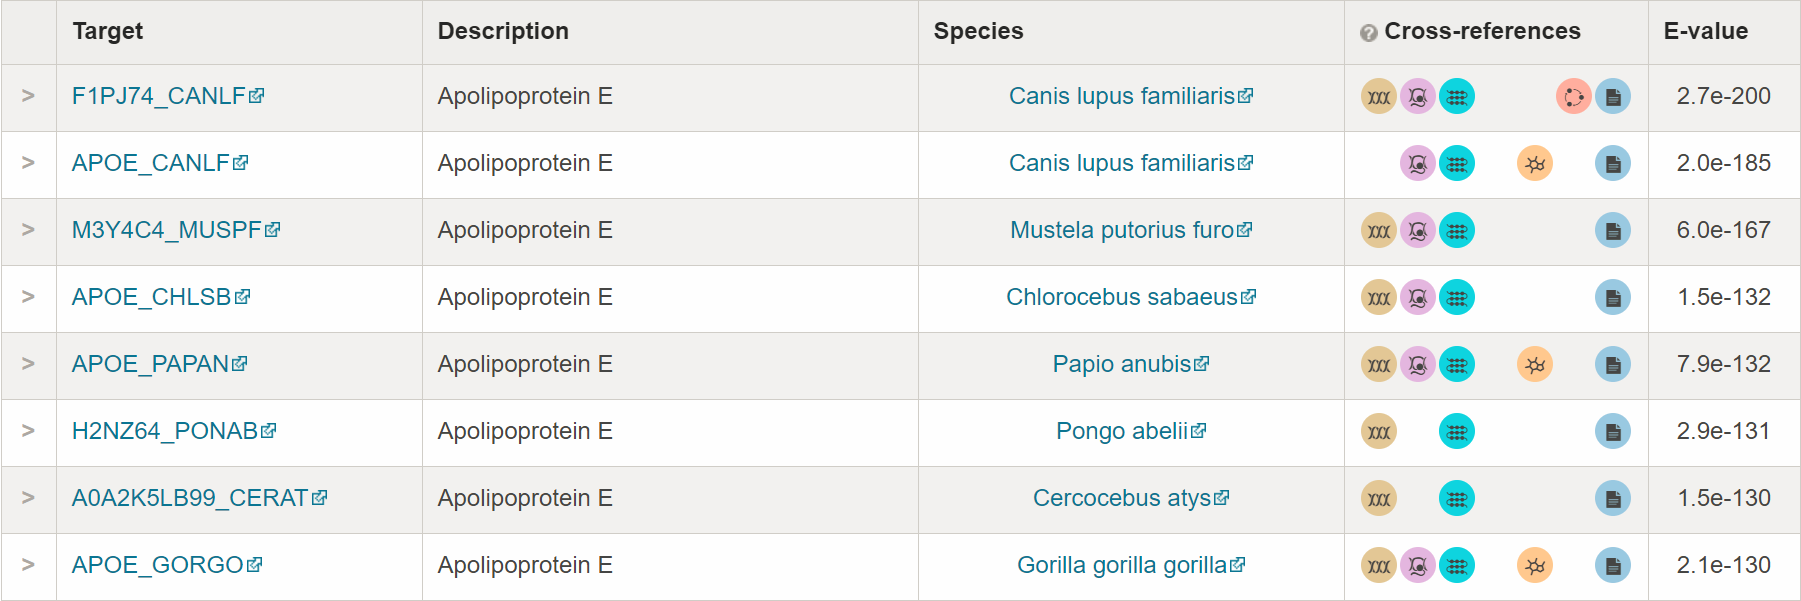 Target Description Species ? Cross-references E-value
> F1PJ74_CANLF Apolipoprotein E Canis lupus familiaris 2.7e-200
> APOE_CANLF Apolipoprotein E Canis lupus familiaris 2.0e-185
> M3Y4C4_MUSPF Apolipoprotein E Mustela putorius furo 6.0e-167
> APOE_CHLSB Apolipoprotein E Chlorocebus sabaeus 1.5e-132
> APOE_PAPAN Apolipoprotein E Papio anubis 7.9e-132
> H2NZ64_PONAB Apolipoprotein E Pongo abelii 2.9e-131
> A0A2K5LB99_CERAT Apolipoprotein E Cercocebus atys 1.5e-130
> APOE_GORGO Apolipoprotein E Gorilla gorilla gorilla 2.1e-130